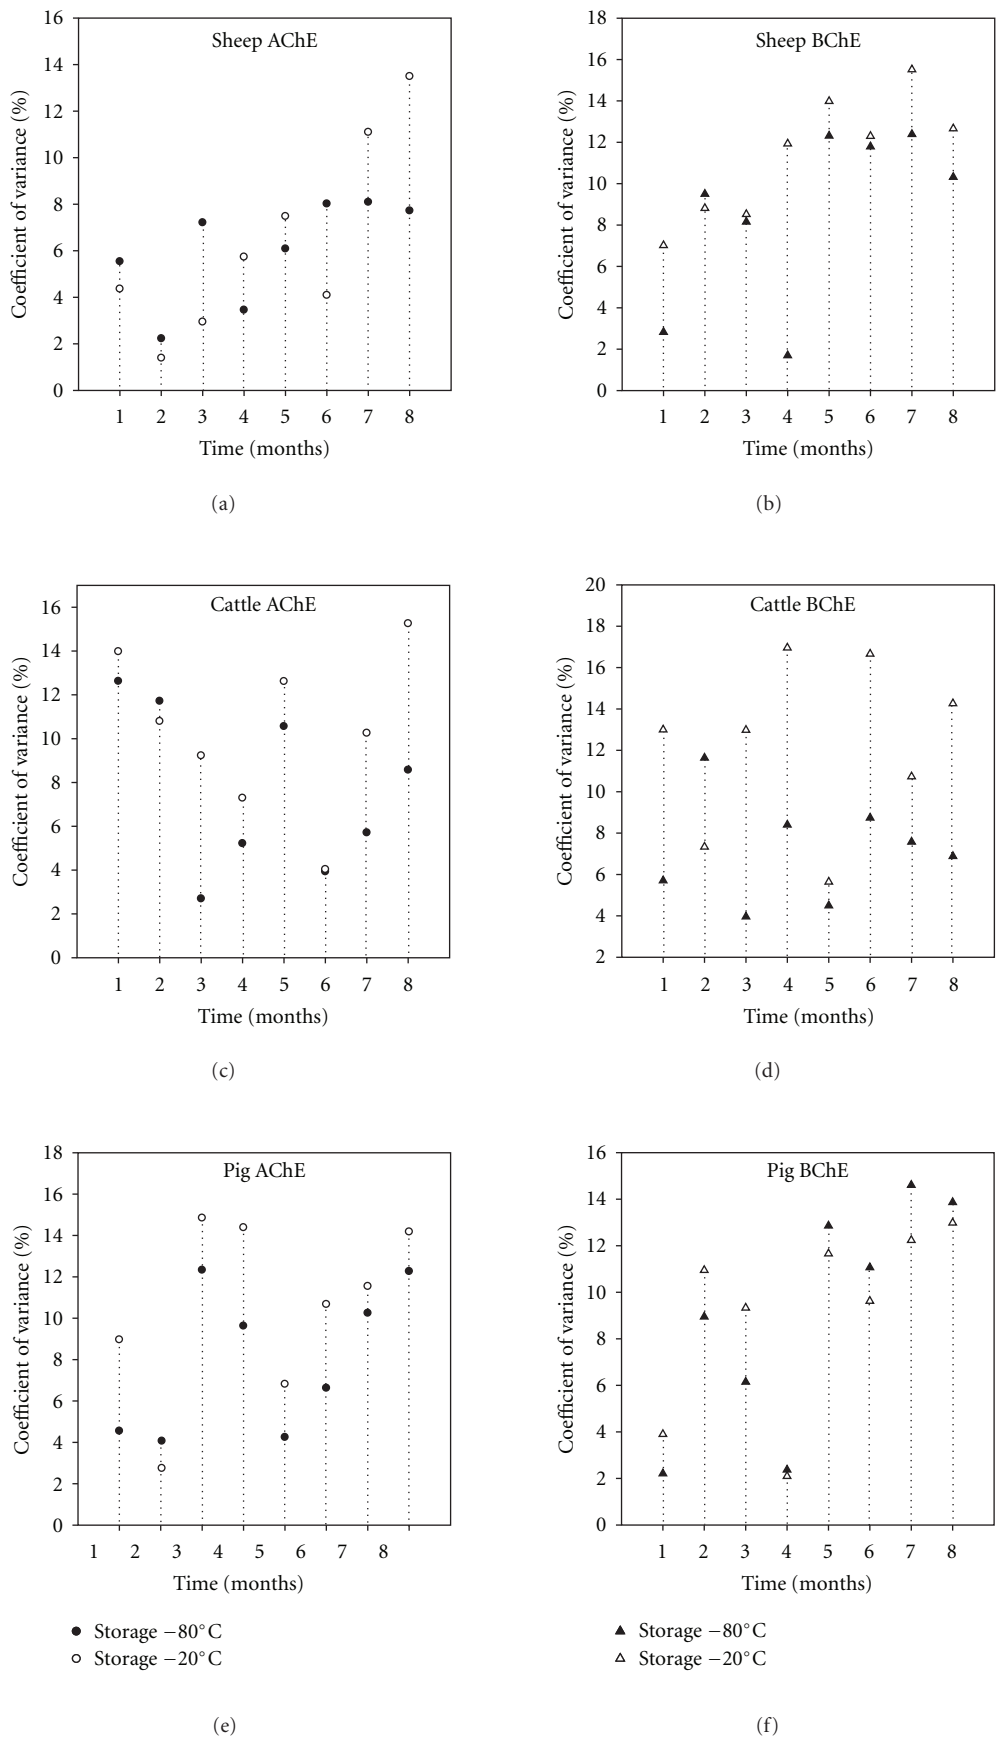 Sheep AChE
Coefficient of variance (%)
16
14
12
10
8
6
4
2
0
1 2 3 4 5 6 7 8
Time (months)
(a)
Sheep BChE
Coefficient of variance (%)
18
16
14
12
10
8
6
4
2
0
1 2 3 4 5 6 7 8
Time (months)
(b)
Cattle AChE
Coefficient of variance (%)
16
14
12
10
8
6
4
2
0
1 2 3 4 5 6 7 8
Time (months)
(c)
Cattle BChE
Coefficient of variance (%)
20
18
16
14
12
10
8
6
4
2
1 2 3 4 5 6 7 8
Time (months)
(d)
Pig AChE
Coefficient of variance (%)
18
16
14
12
10
8
6
4
2
0
1 2 3 4 5 6 7 8
Time (months)
Storage −80°C
Storage −20°C
(e)
Pig BChE
Coefficient of variance (%)
16
14
12
10
8
6
4
2
0
1 2 3 4 5 6 7 8
Time (months)
Storage −80°C
Storage −20°C
(f)